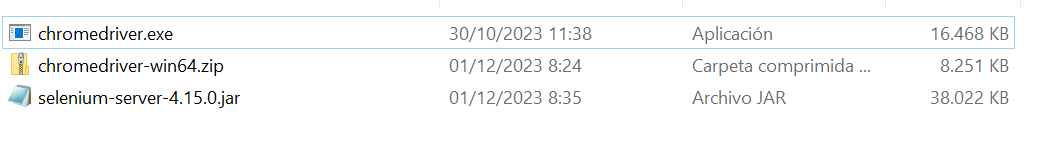 chromedriver.exe 30/10/2023 11:38 Aplicación 16.468 KB
chromedriver-win64.zip 01/12/2023 8:24 Carpeta comprimida ... 8.251 KB
selenium-server-4.15.0.jar 01/12/2023 8:35 Archivo JAR 38.022 KB